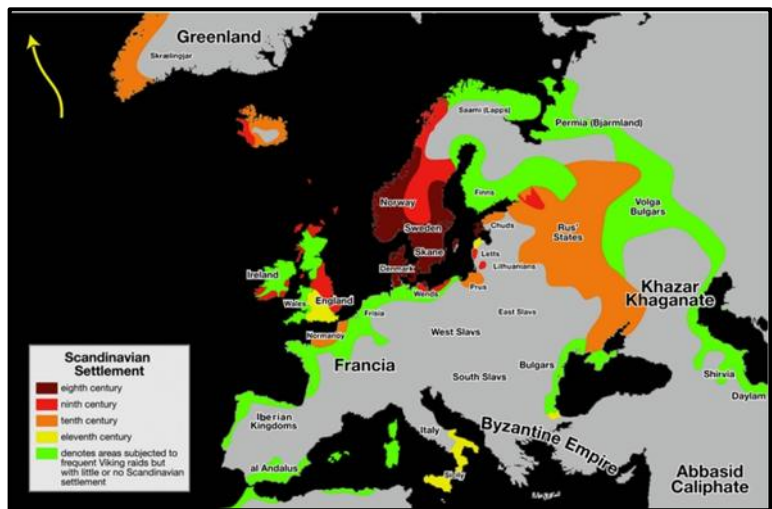 Greenland
Skrælingjar
Saami (Lapps)
Permia (Bjarmland)
Norway
Finns
Volga
Bulgars
Sweden
Chuds
Rus'
States
Skane
Ireland
Denmark
Letts
Lithuanians
Khazar
Khaganate
Wales
England
Wends
Prus
Frisia
Normandy
East Slavs
West Slavs
Francia
Bulgars
South Slavs
Shirvia
Daylam
Iberian
Kingdoms
Italy
Byzantine Empire
al Andalus
Sicily
Abbasid
Caliphate
Scandinavian
Settlement
eighth century
ninth century
tenth century
eleventh century
denotes areas subjected to
frequent Viking raids but
with little or no Scandinavian
settlement